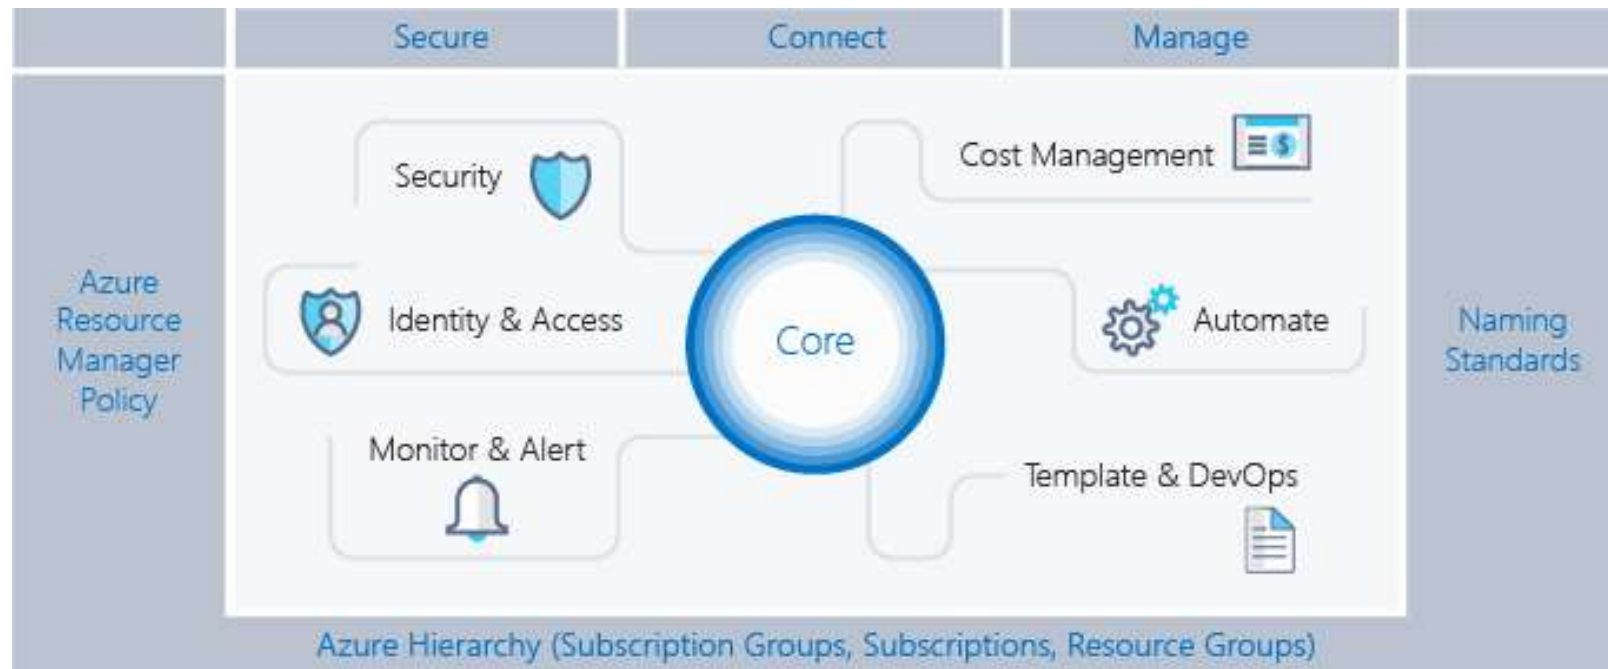 Secure
Connect
Manage
Security
Cost Management
Azure
Resource
Manager
Policy
Identity & Access
Core
Automate
Naming
Standards
Monitor & Alert
Template & DevOps
Azure Hierarchy (Subscription Groups, Subscriptions, Resource Groups)